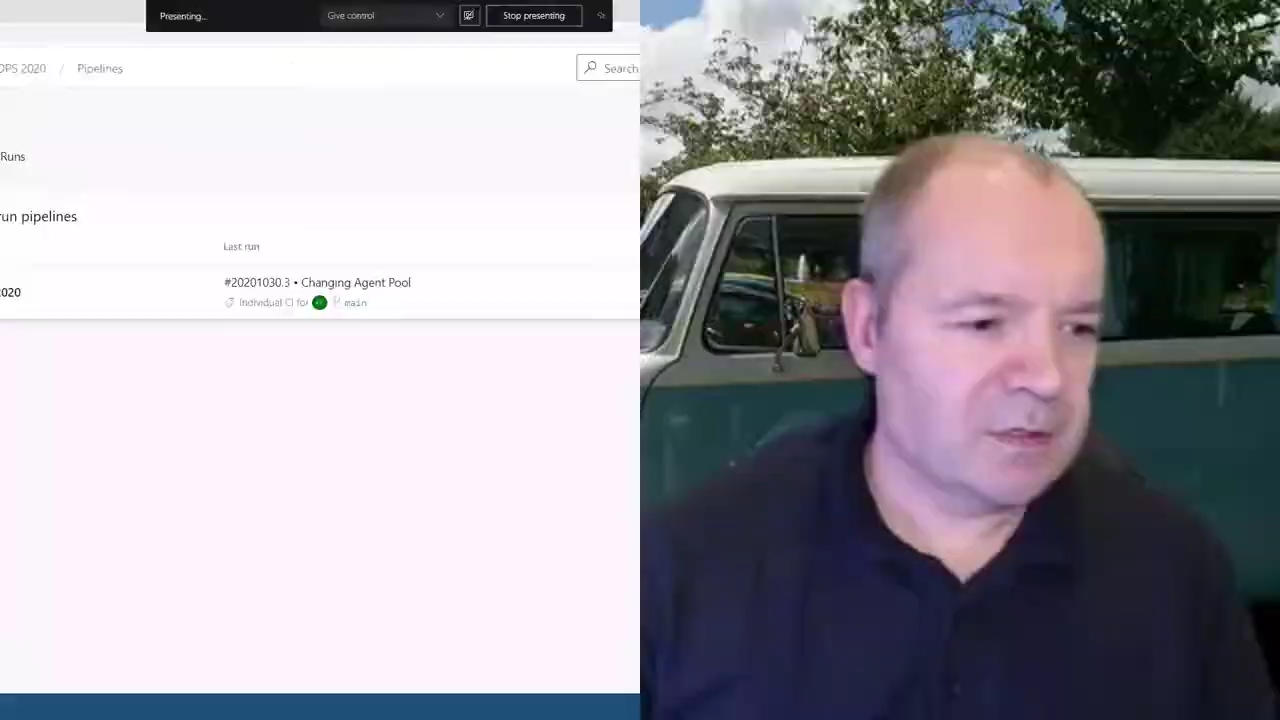 Presenting...
Give control
Stop presenting
OPS 2020 / Pipelines
Search
Runs
run pipelines
Last run
#20201030.3 • Changing Agent Pool
2020
Individual CI for
main